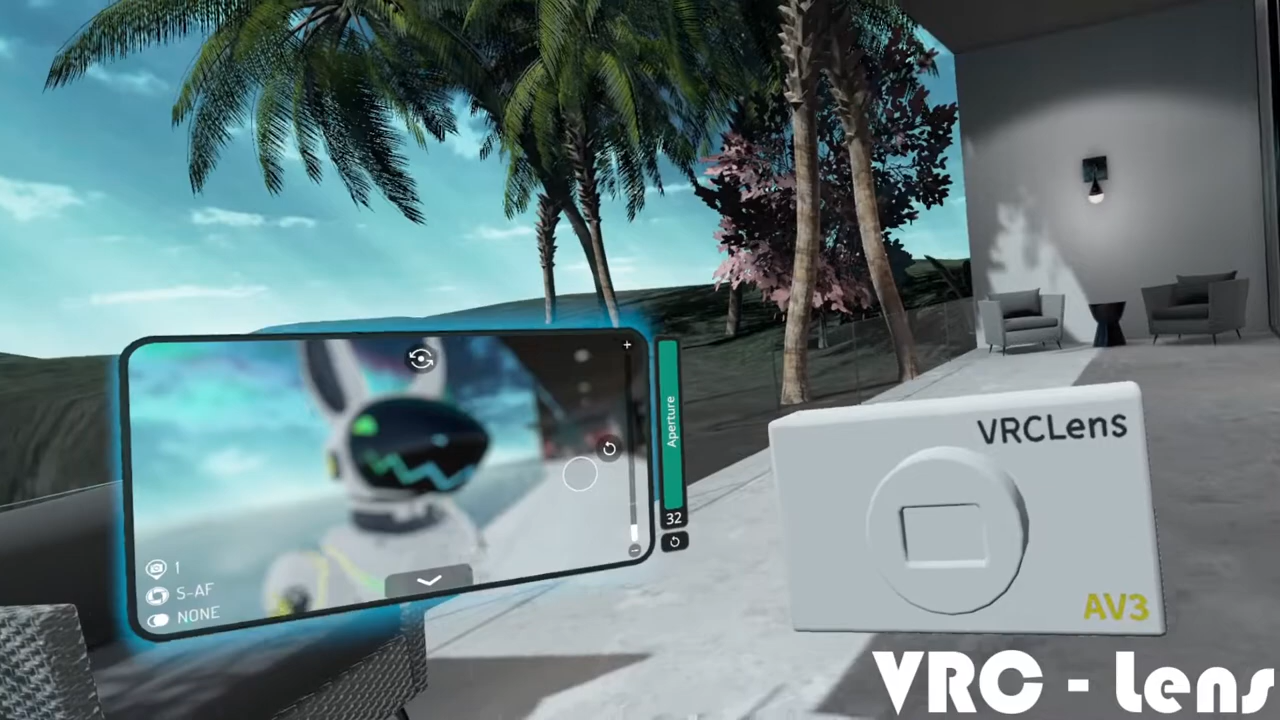 Aperture
32
1
S-AF
NONE
VRCLens
AV3
VRC - Lens